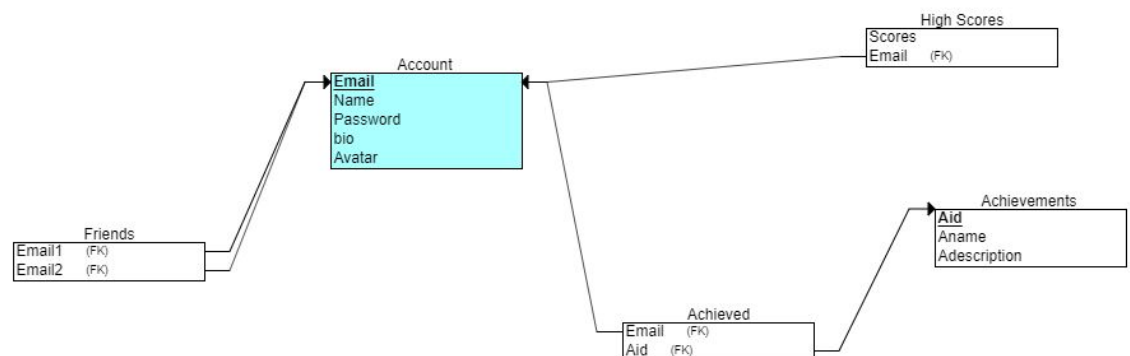 High Scores
Scores
Email (FK)
Account
Email
Name
Password
bio
Avatar
Achievements
Aid
Aname
Adescription
Friends
Email1 (FK)
Email2 (FK)
Achieved
Email (FK)
Aid (FK)